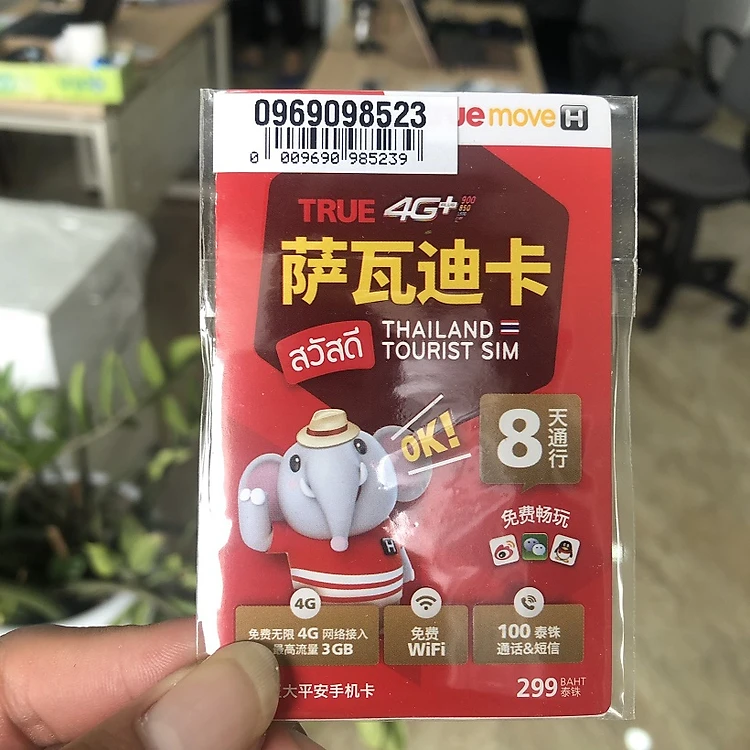 0969098523
0 009690 985239
ue move H
TRUE 4G+ 900
850
萨瓦迪卡
สวัสดี
THAILAND
TOURIST SIM
OK!
8 天通行
免费畅玩
H
4G
免费无限 4G 网络接入
最高流量 3GB
免费
WiFi
100 泰铢
通话&短信
大平安手机卡
299 BAHT
泰铢